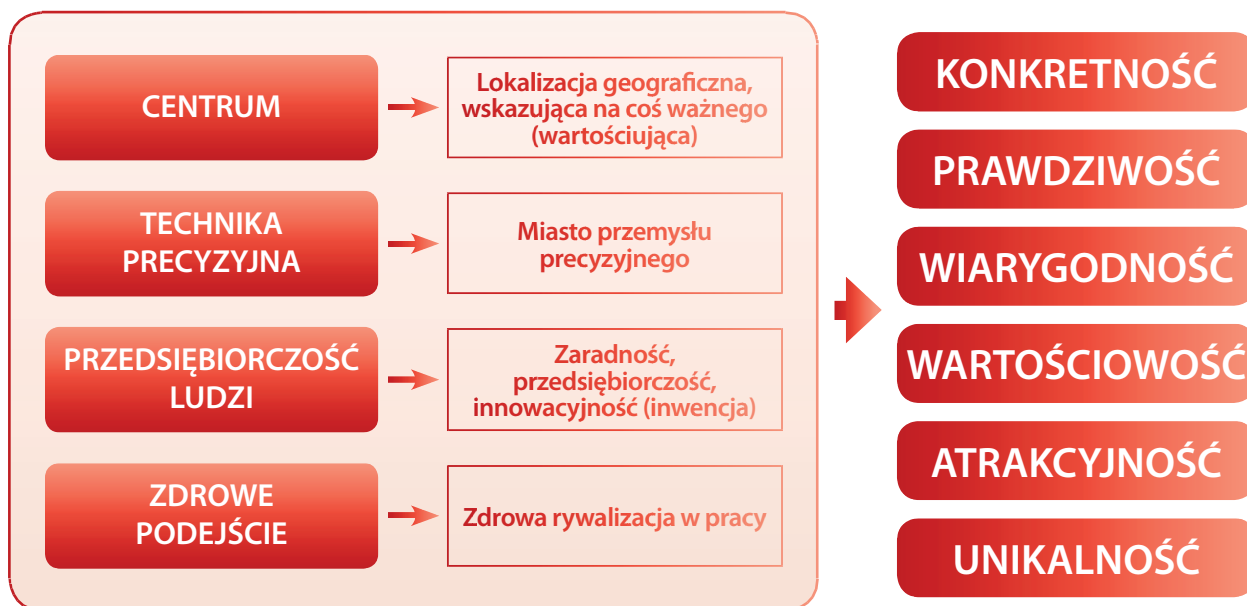 CENTRUM
Lokalizacja geograficzna,
wskazująca na coś ważnego
(wartościująca)
TECHNIKA
PRECYZYJNA
Miasto przemysłu
precyzyjnego
PRZEDSIĘBIORCZOŚĆ
LUDZI
Zaradność,
przedsiębiorczość,
innowacyjność (inwencja)
ZDROWE
PODEJŚCIE
Zdrowa rywalizacja w pracy
KONKRETNOŚĆ
PRAWDZIWOŚĆ
WIARYGODNOŚĆ
WARTOŚCIOWOŚĆ
ATRAKCYJNOŚĆ
UNIKALNOŚĆ